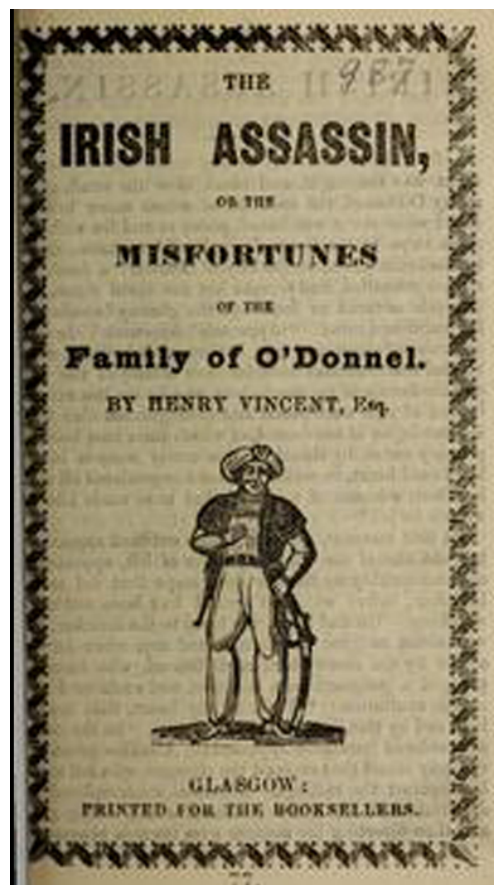 987
THE
IRISH ASSASSIN,
OR THE
MISFORTUNES
OF THE
Family of O'Donnel.
BY HENRY VINCENT, Esq.
GLASGOW:
PRINTED FOR THE BOOKSELLERS.